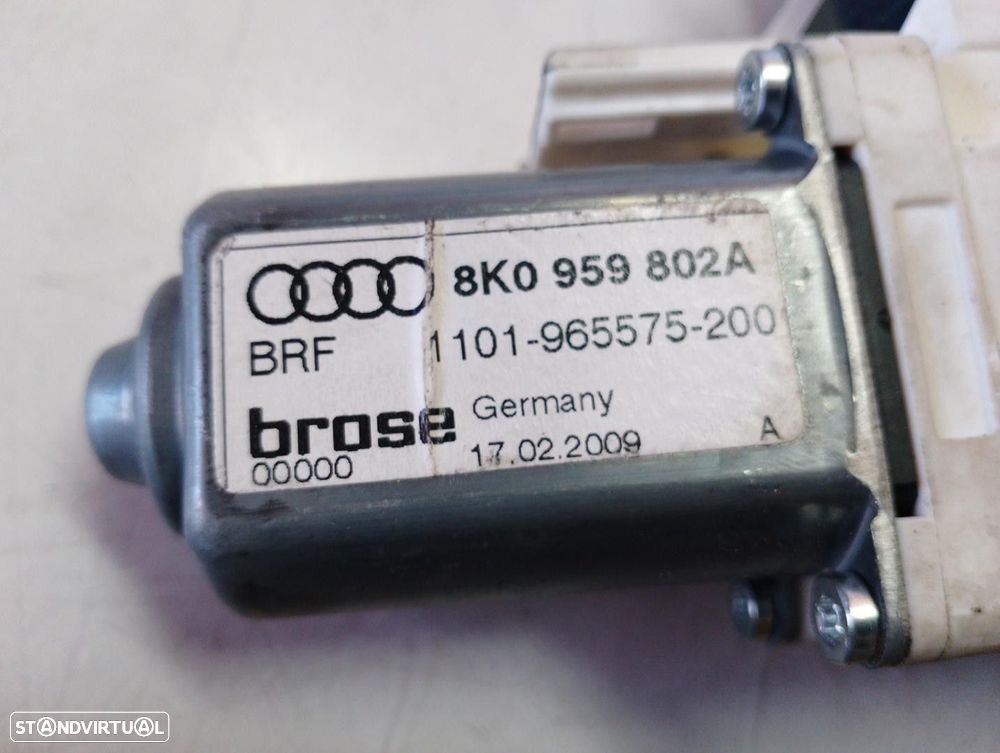 8K0 959 802A
BRF 1101-965575-200
brose Germany
00000 17.02.2009 A
STANDVIRTUAL